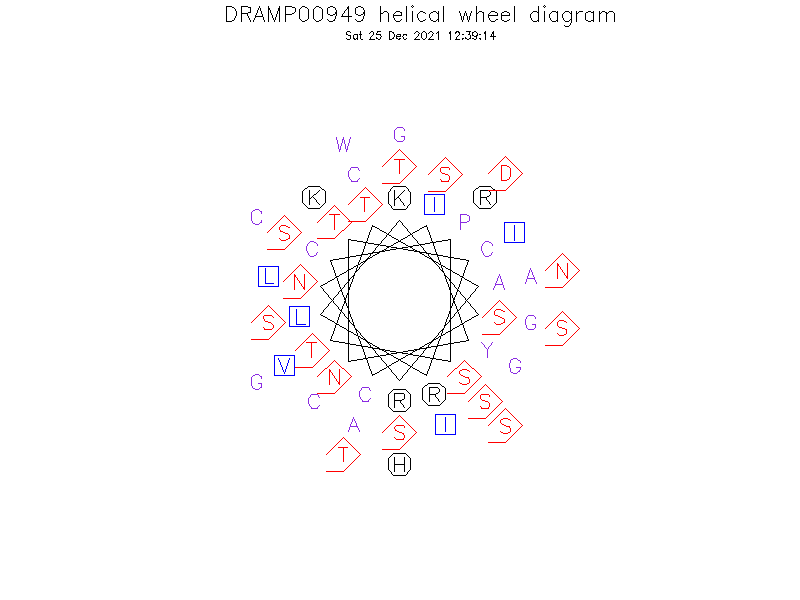 DRAMP00949 helical wheel diagram
Sat 25 Dec 2021 12:39:14
G
W
T
C S D
K K I R
T T
C S P I
C C
L N A A N
S L S G S
T Y
V G
G N S
C C R R S
A S I S
T H